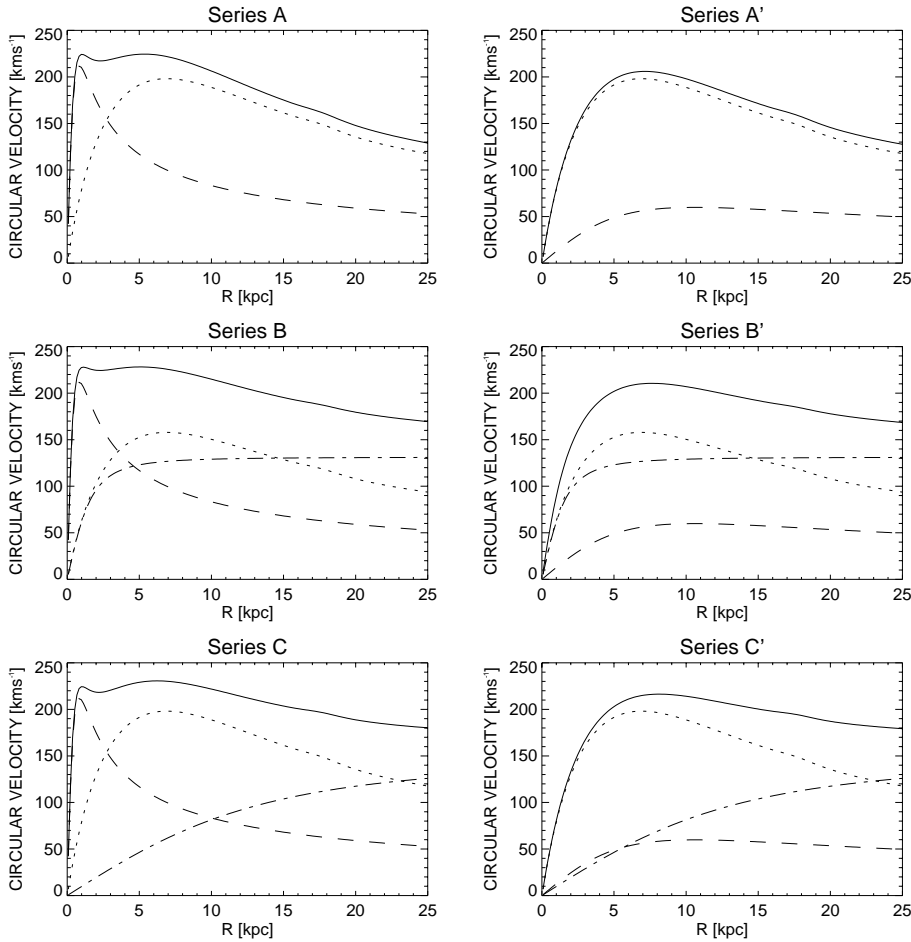 Series A
250
200
150
100
50
0
CIRCULAR VELOCITY [kms⁻¹]
0 5 10 15 20 25
R [kpc]
Series A'
250
200
150
100
50
0
CIRCULAR VELOCITY [kms⁻¹]
0 5 10 15 20 25
R [kpc]
Series B
250
200
150
100
50
0
CIRCULAR VELOCITY [kms⁻¹]
0 5 10 15 20 25
R [kpc]
Series B'
250
200
150
100
50
0
CIRCULAR VELOCITY [kms⁻¹]
0 5 10 15 20 25
R [kpc]
Series C
250
200
150
100
50
0
CIRCULAR VELOCITY [kms⁻¹]
0 5 10 15 20 25
R [kpc]
Series C'
250
200
150
100
50
0
CIRCULAR VELOCITY [kms⁻¹]
0 5 10 15 20 25
R [kpc]